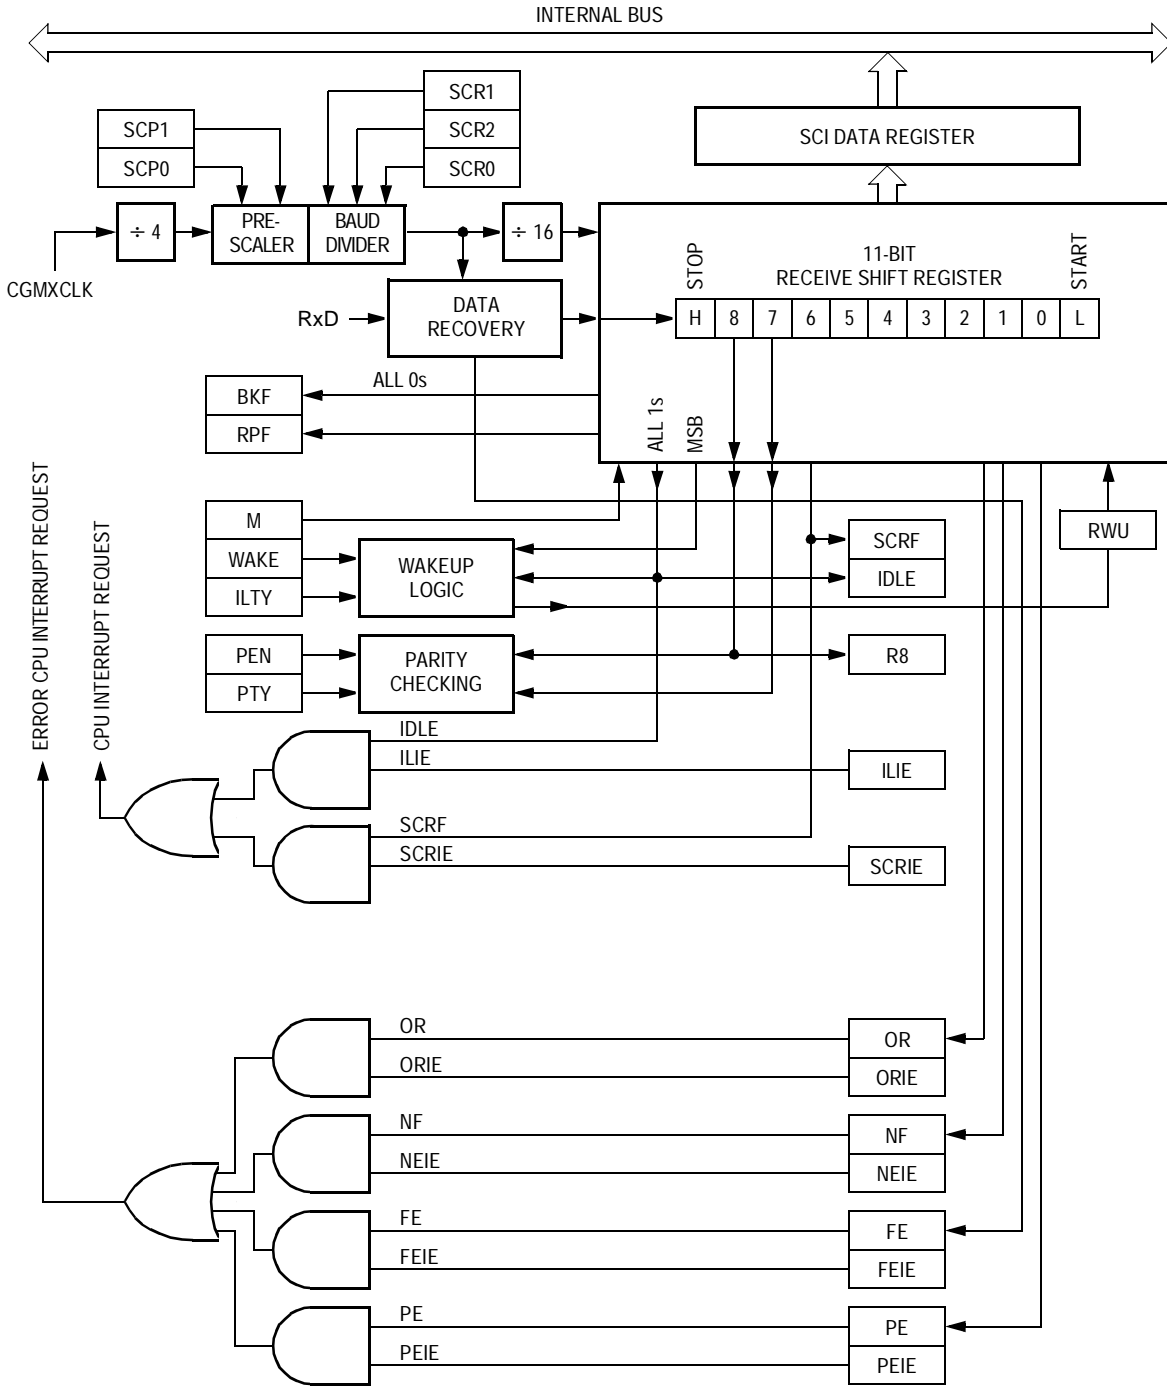 INTERNAL BUS
SCR1
SCR2
SCR0
SCP1
SCP0
SCI DATA REGISTER
÷ 4
PRE-
SCALER
BAUD
DIVIDER
÷ 16
CGMXCLK
RxD
DATA
RECOVERY
STOP
11-BIT
RECEIVE SHIFT REGISTER
START
H 8 7 6 5 4 3 2 1 0 L
ALL 0s
BKF
RPF
ALL 1s
MSB
ERROR CPU INTERRUPT REQUEST
CPU INTERRUPT REQUEST
M
WAKE
ILTY
WAKEUP
LOGIC
SCRF
IDLE
RWU
PEN
PTY
PARITY
CHECKING
R8
IDLE
ILIE
ILIE
SCRF
SCRIE
SCRIE
OR
ORIE
OR
ORIE
NF
NEIE
NF
NEIE
FE
FEIE
FE
FEIE
PE
PEIE
PE
PEIE